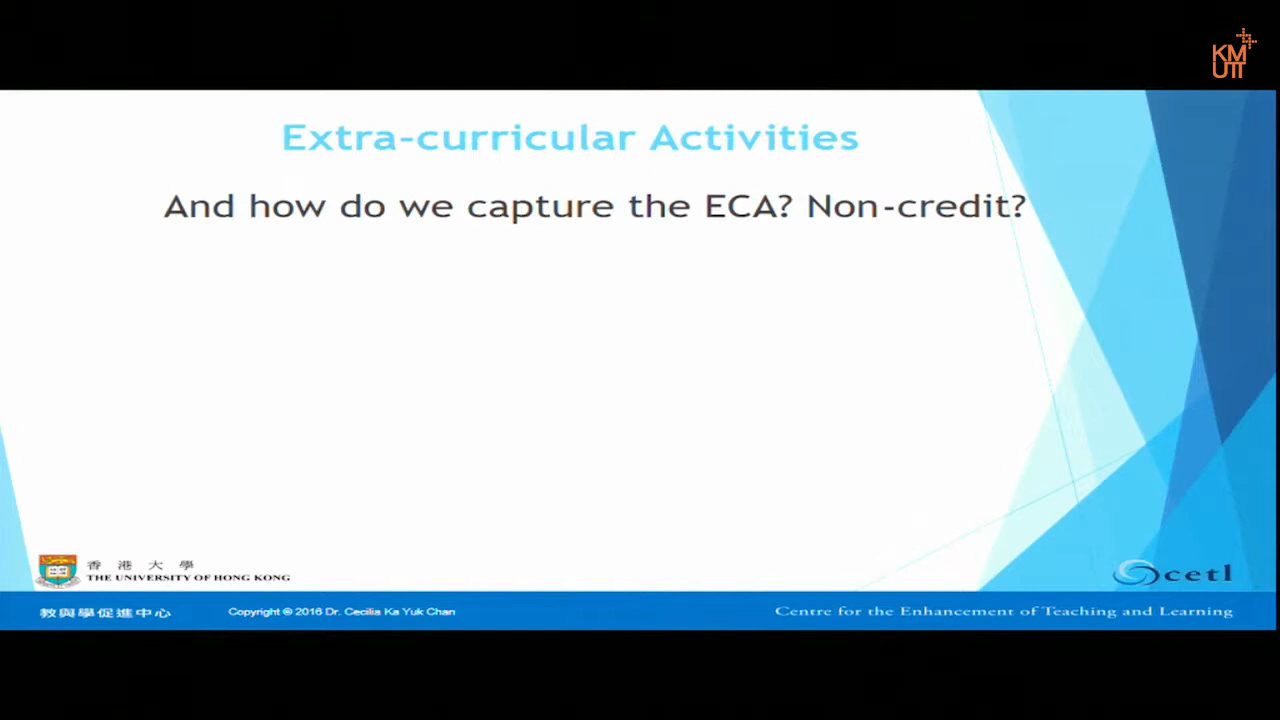 KM
UTT
Extra-curricular Activities
And how do we capture the ECA? Non-credit?
香港大學
THE UNIVERSITY OF HONG KONG
cetl
教與學促進中心
Copyright © 2016 Dr. Cecilia Ka Yuk Chan
Centre for the Enhancement of Teaching and Learning